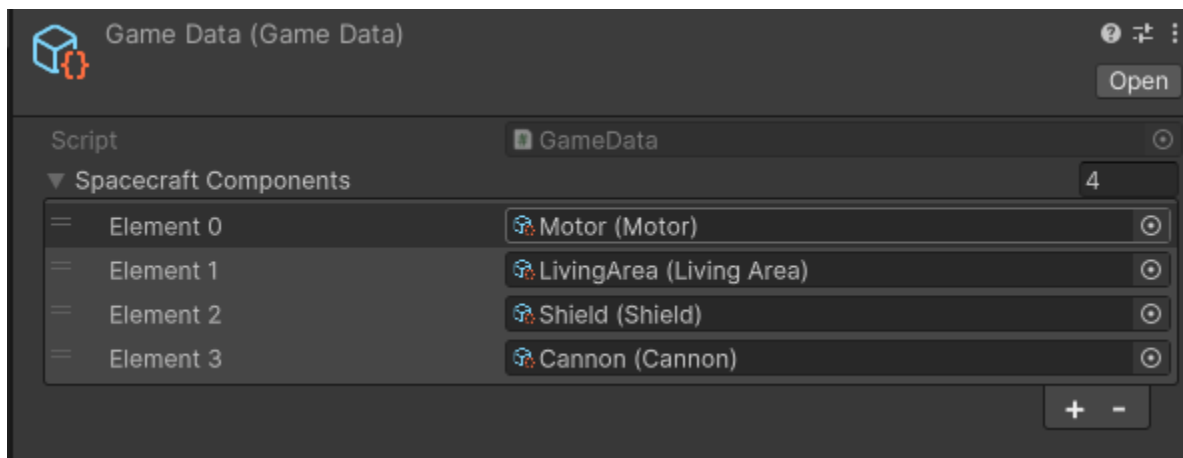 Game Data (Game Data)
Open
Script GameData
Spacecraft Components 4
Element 0 Motor (Motor)
Element 1 LivingArea (Living Area)
Element 2 Shield (Shield)
Element 3 Cannon (Cannon)
+ -